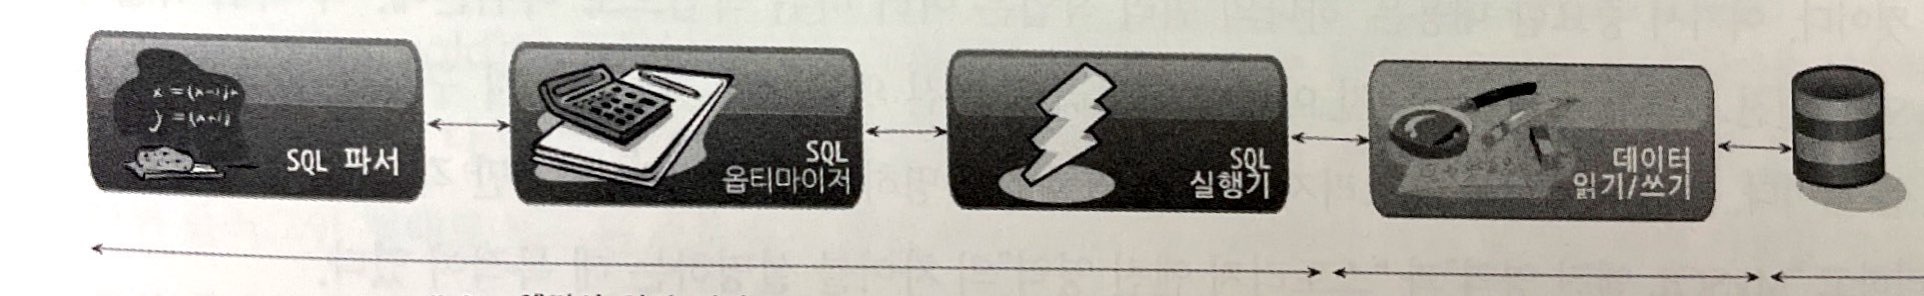 x = (x-1)x
y = (x+1)
SQL 파서
SQL
옵티마이저
SQL
실행기
데이터
읽기/쓰기